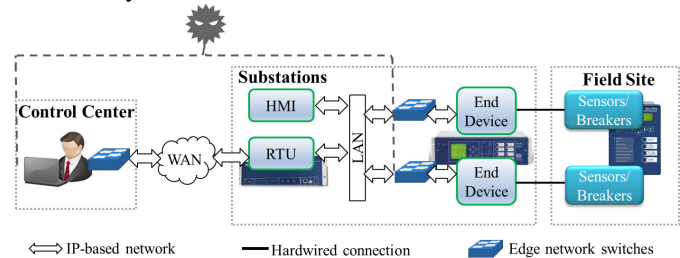 Substations
Field Site
Control Center
HMI
End
Device
Sensors/
Breakers
WAN
RTU
LAN
End
Device
Sensors/
Breakers
IP-based network
Hardwired connection
Edge network switches